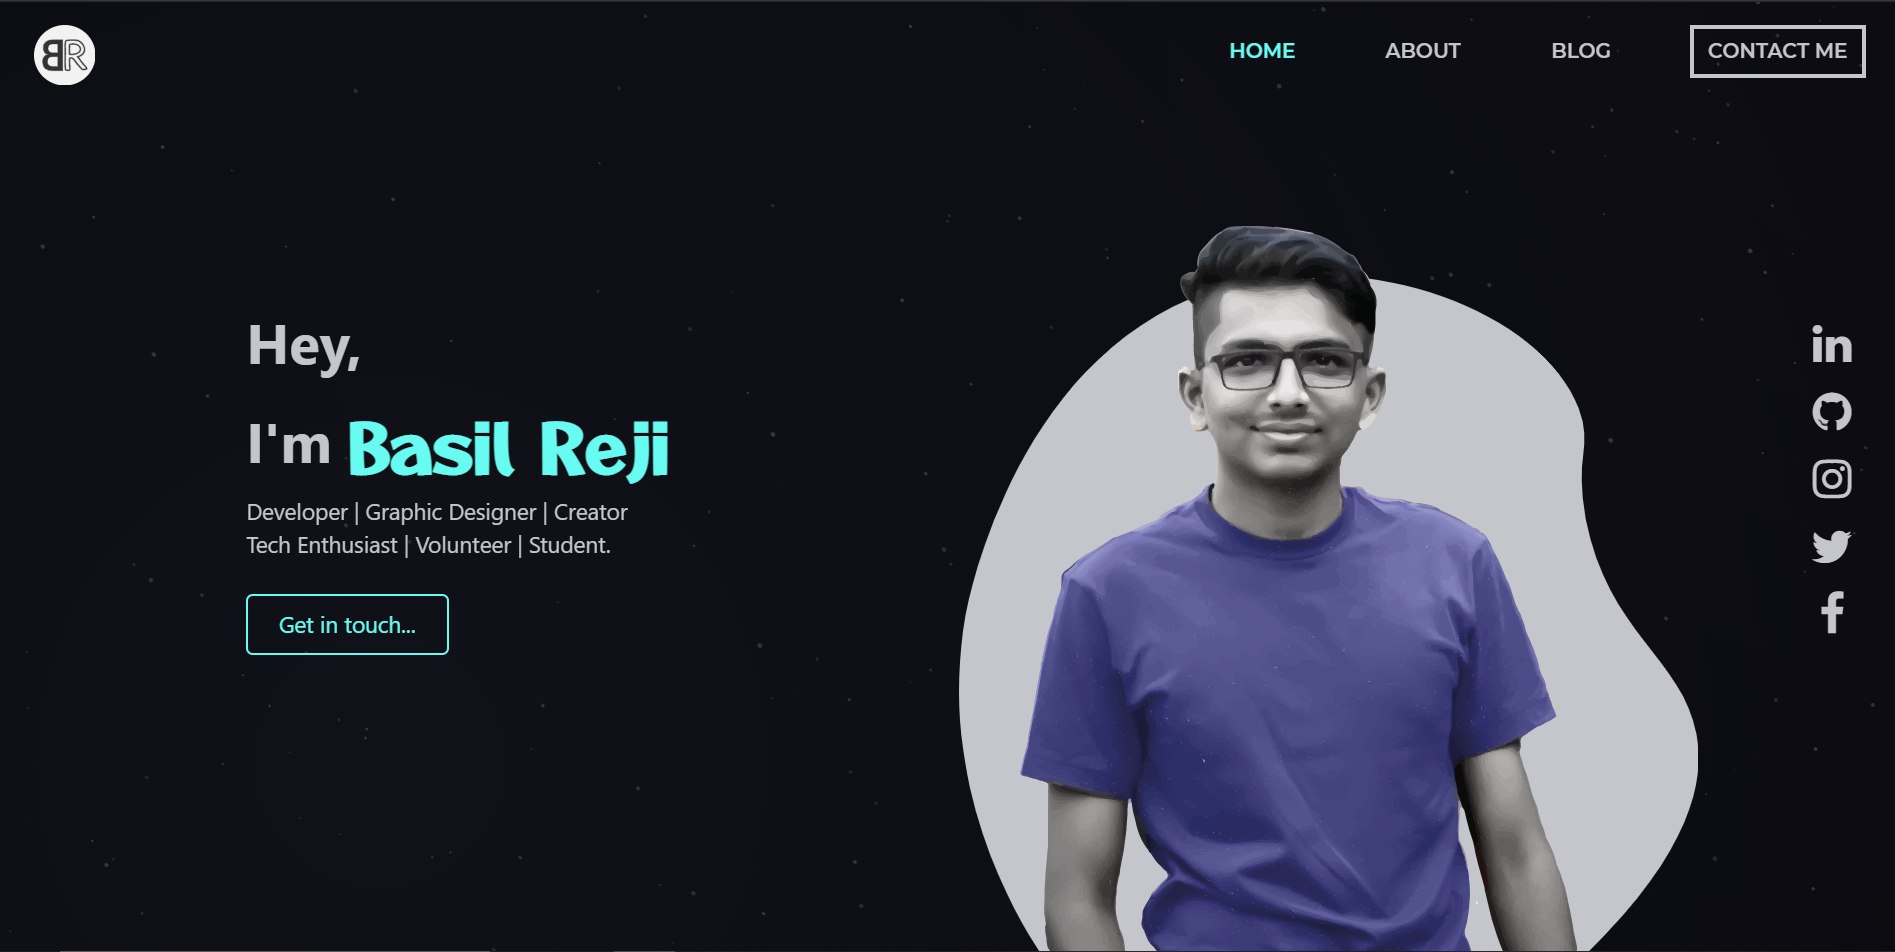 BR
HOME ABOUT BLOG CONTACT ME
Hey,
I'm Basil Reji
Developer | Graphic Designer | Creator
Tech Enthusiast | Volunteer | Student.
Get in touch...